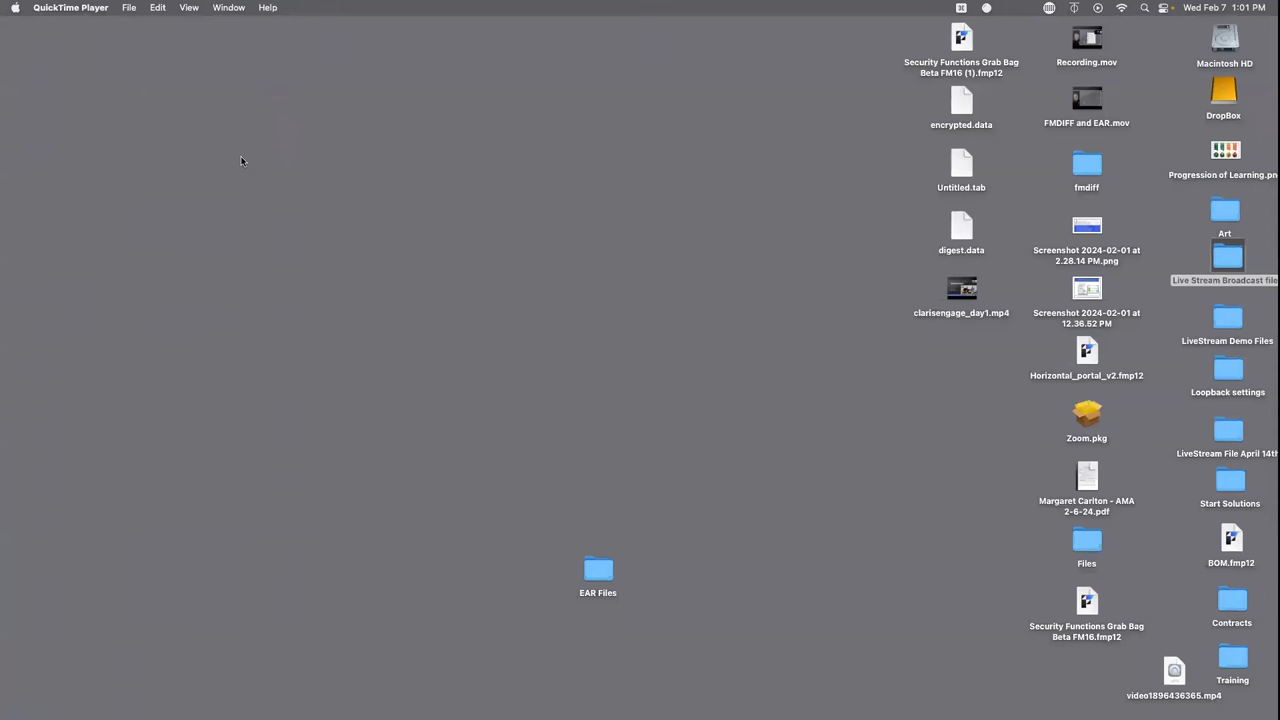 QuickTime Player File Edit View Window Help Wed Feb 7 1:01 PM
Security Functions Grab Bag
Beta FM16 (1).fmp12
Recording.mov
Macintosh HD
encrypted.data
FMDIFF and EAR.mov
DropBox
Untitled.tab
fmdiff
Progression of Learning.pn
digest.data
Screenshot 2024-02-01 at
2.28.14 PM.png
Art
Live Stream Broadcast file
clarisengage_day1.mp4
Screenshot 2024-02-01 at
12.36.52 PM
LiveStream Demo Files
Horizontal_portal_v2.fmp12
Loopback settings
Zoom.pkg
LiveStream File April 14th
Margaret Carlton - AMA
2-6-24.pdf
Start Solutions
EAR Files
Files
BOM.fmp12
Security Functions Grab Bag
Beta FM16.fmp12
Contracts
Training
video1896436365.mp4